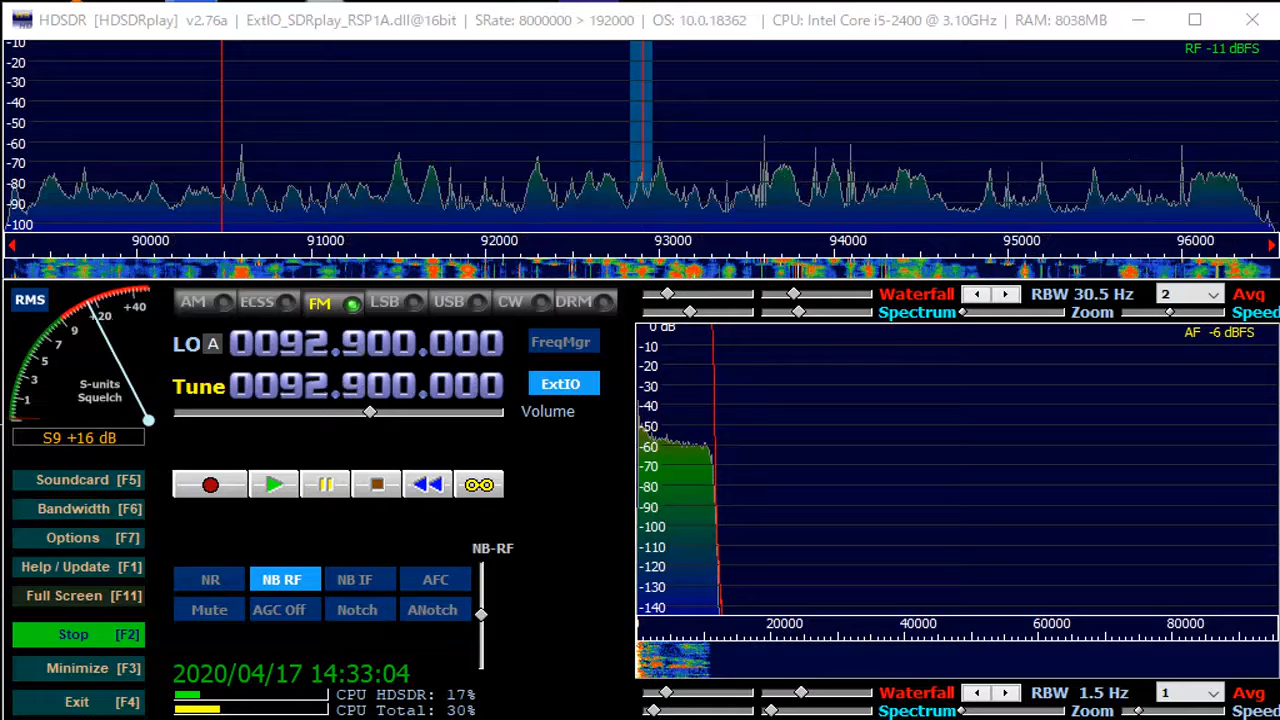 HDSDR [HDSDRplay] v2.76a | ExtIO_SDRplay_RSP1A.dll@16bit | SRate: 8000000 > 192000 | OS: 10.0.18362 | CPU: Intel Core i5-2400 @ 3.10GHz | RAM: 8038MB
-10 RF -11 dBFS
-20
-30
-40
-50
-60
-70
-80
-90
-100
90000 91000 92000 93000 94000 95000 96000
RMS
+20 +40
9
7
5
3
1
S-units
Squelch
S9 +16 dB
AM ECSS FM LSB USB CW DRM
LO A 0092.900.000 FreqMgr
Tune 0092.900.000 ExtIO
Volume
Waterfall RBW 30.5 Hz 2 Avg
Spectrum Zoom Speed
0 dB AF -6 dBFS
-10
-20
-30
-40
-50
-60
-70
-80
-90
-100
-110
-120
-130
-140
20000 40000 60000 80000
Soundcard [F5]
Bandwidth [F6]
Options [F7]
Help / Update [F1]
Full Screen [F11]
Stop [F2]
Minimize [F3]
Exit [F4]
NB-RF
NR NB RF NB IF AFC
Mute AGC Off Notch ANotch
2020/04/17 14:33:04
CPU HDSDR: 17%
CPU Total: 30%
Waterfall RBW 1.5 Hz 1 Avg
Spectrum Zoom Speed